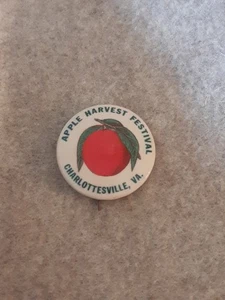 APPLE HARVEST FESTIVAL
CHARLOTTESVILLE, VA.